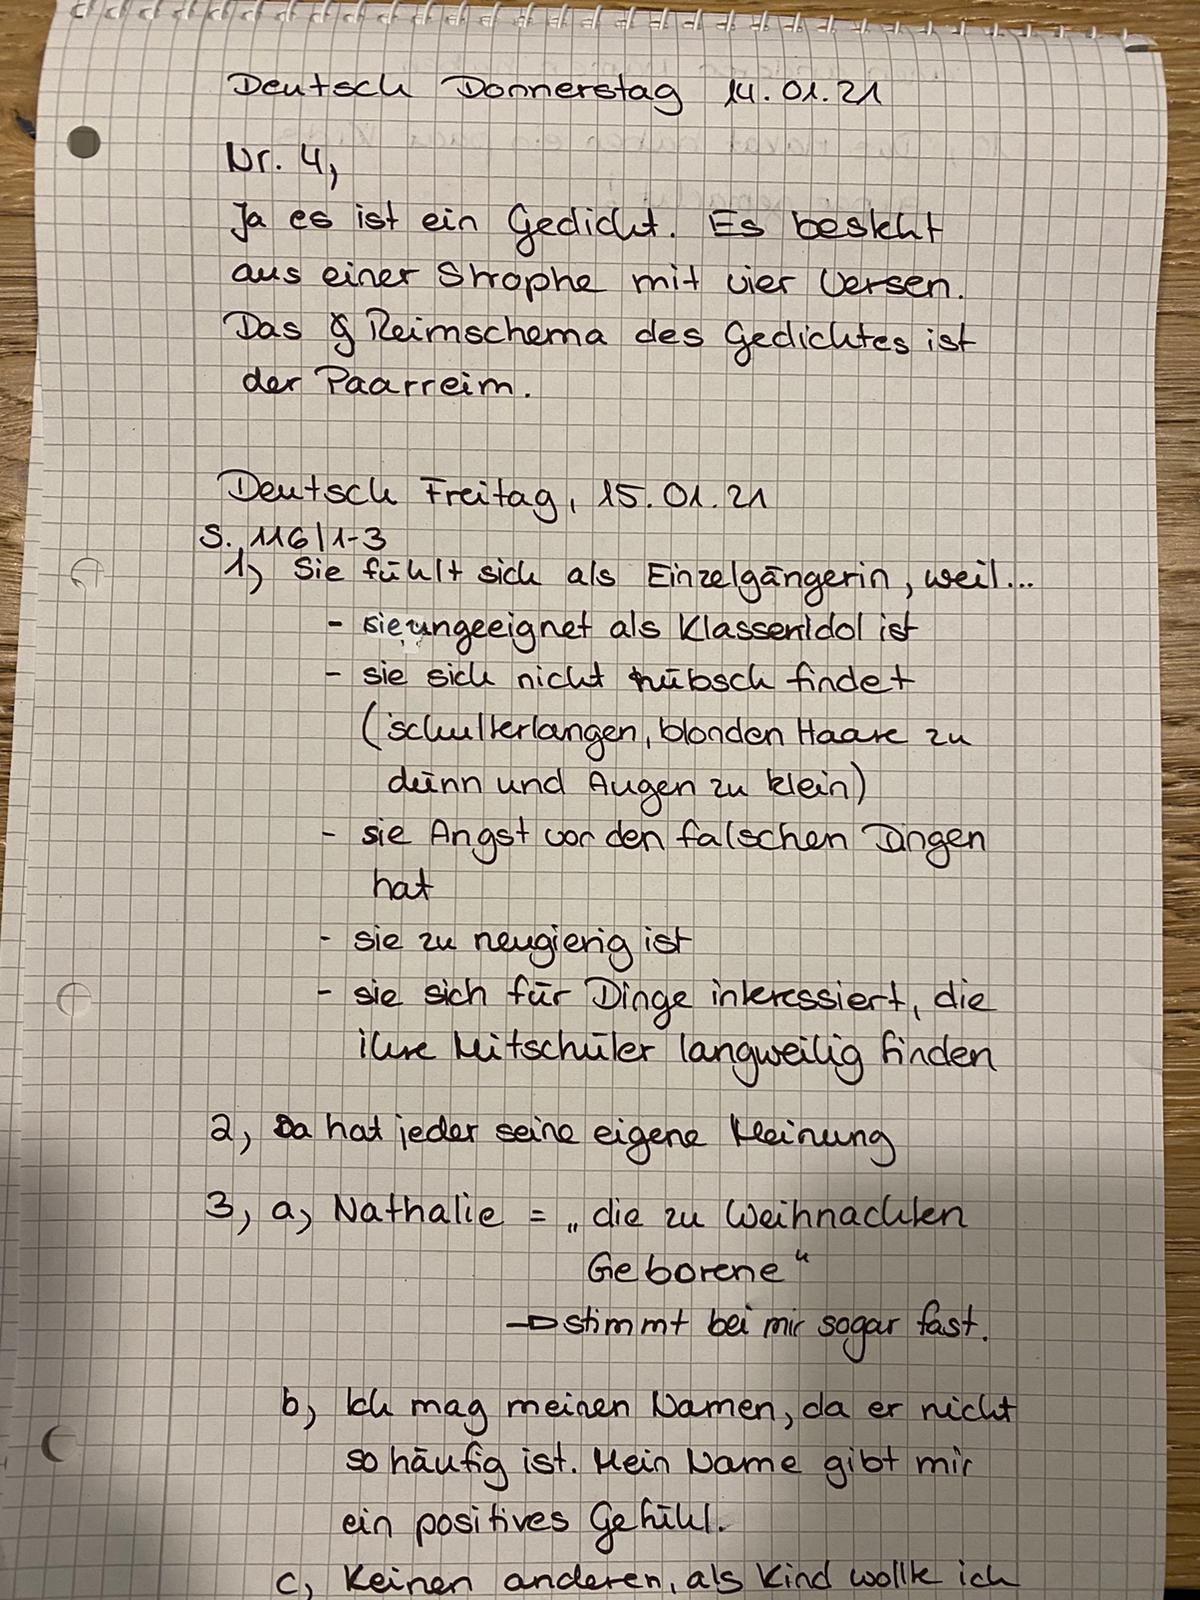 Deutsch Donnerstag 14.01.21
Nr. 4,
Ja es ist ein Gedicht. Es besteht
aus einer Strophe mit vier Versen.
Das Reimschema des Gedichtes ist
der Paarreim.
Deutsch Freitag, 15.01.21
S. 116/1-3
1, Sie fühlt sich als Einzelgängerin, weil...
- sie ungeeignet als Klassenidol ist
- sie sich nicht hübsch findet
(schulterlangen, blonden Haare zu
dünn und Augen zu klein)
- sie Angst vor den falschen Dingen
hat
- sie zu neugierig ist
- sie sich für Dinge interessiert, die
ihre Mitschüler langweilig finden
2, Da hat jeder seine eigene Meinung
3, a, Nathalie = „die zu Weihnachten
Geborene“
→ stimmt bei mir sogar fast.
b, Ich mag meinen Namen, da er nicht
so häufig ist. Mein Name gibt mir
ein positives Gefühl.
c, Keinen anderen, als Kind wollte ich